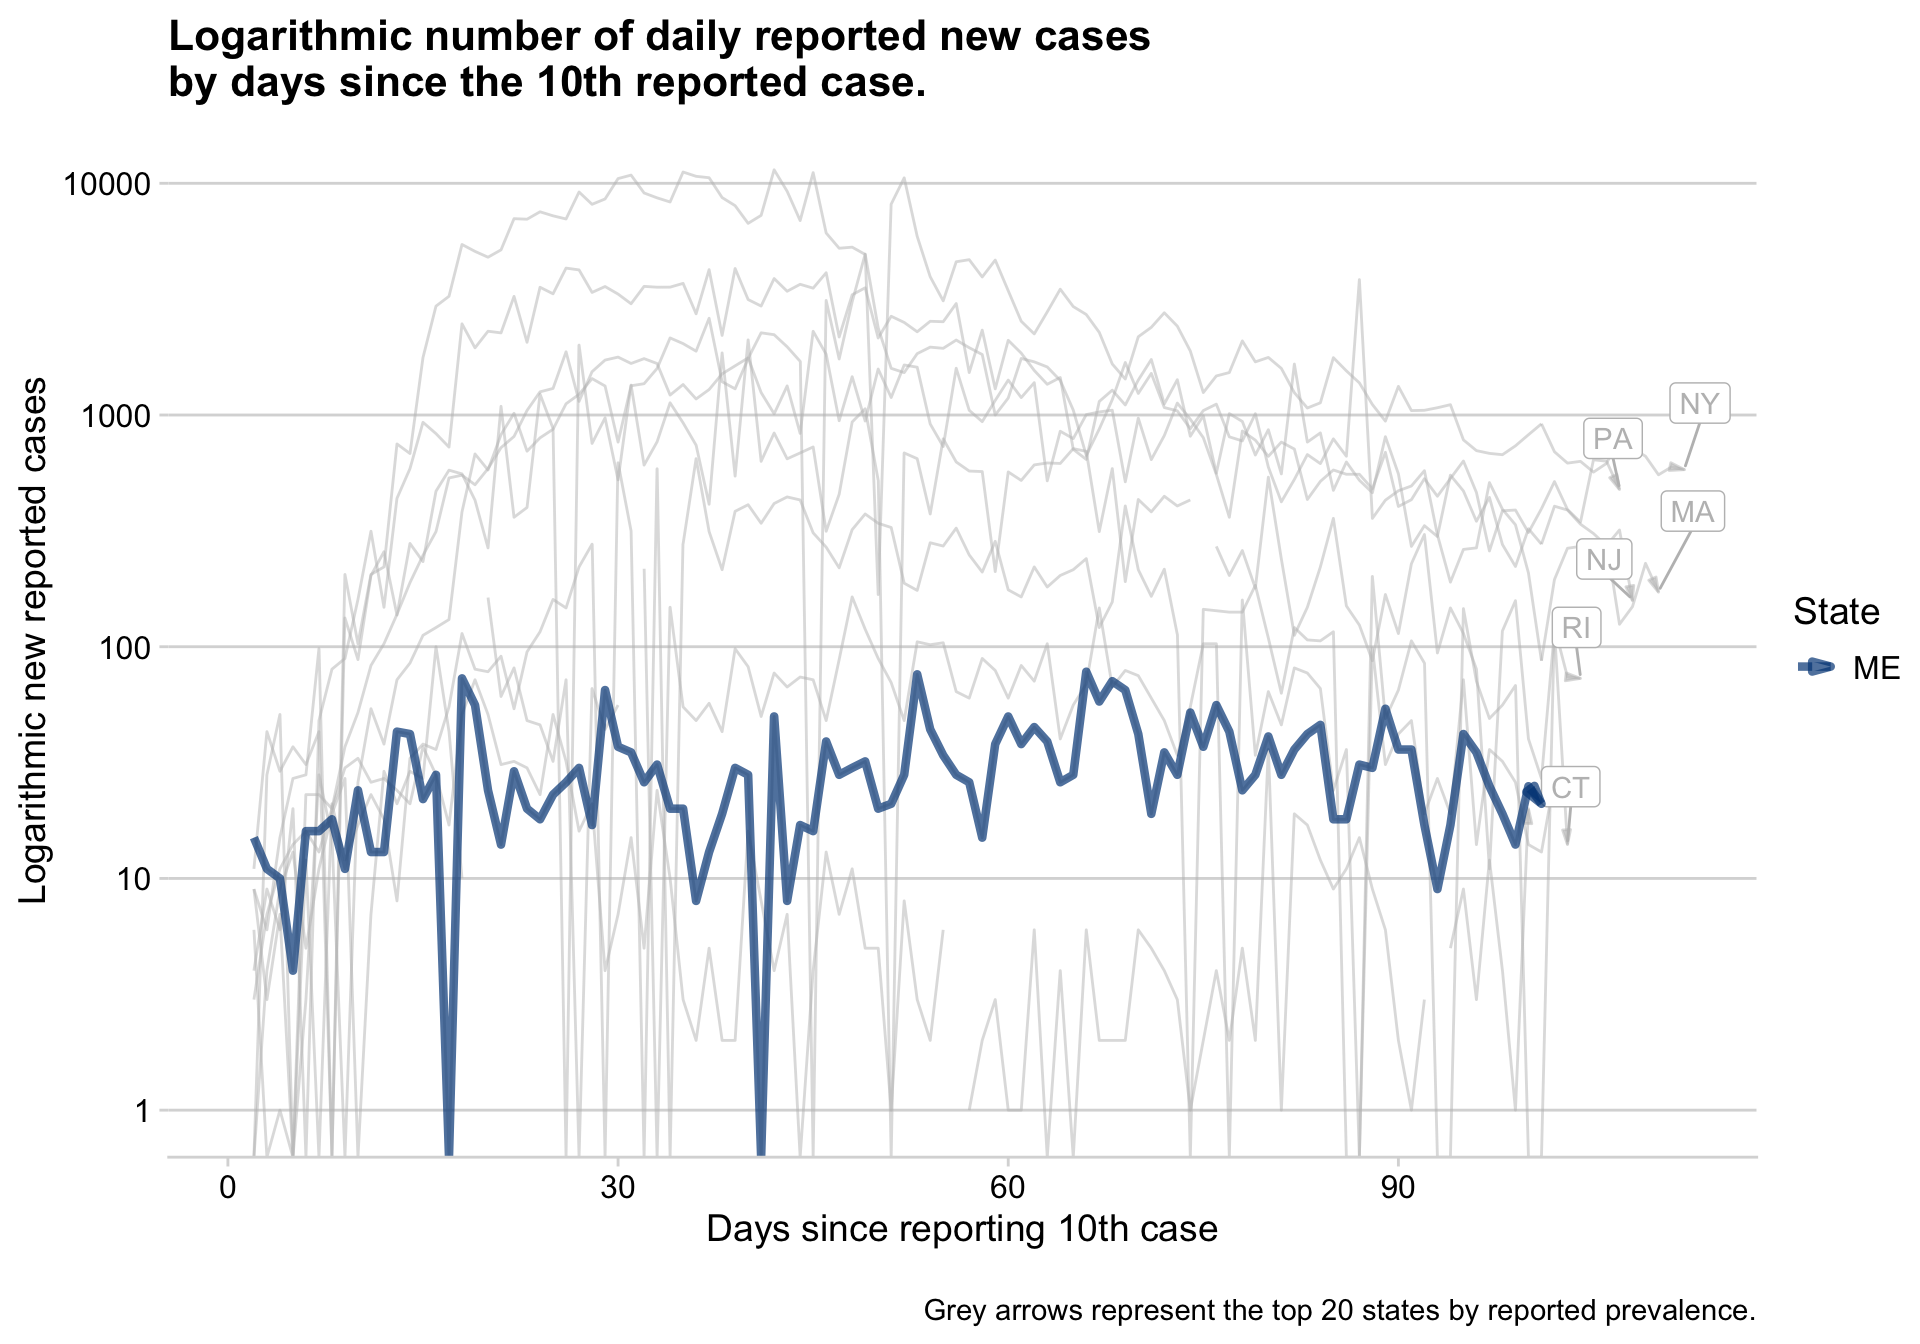 Logarithmic number of daily reported new cases
by days since the 10th reported case.
Logarithmic new reported cases
10000
1000
100
10
1
NY
PA
MA
NJ
RI
CT
State
ME
0
30
60
90
Days since reporting 10th case
Grey arrows represent the top 20 states by reported prevalence.